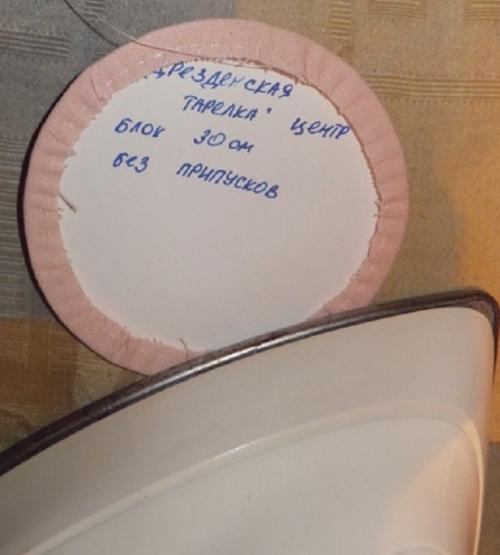 "Дрезденская
тарелка" центр
Блок 30 см
без припусков